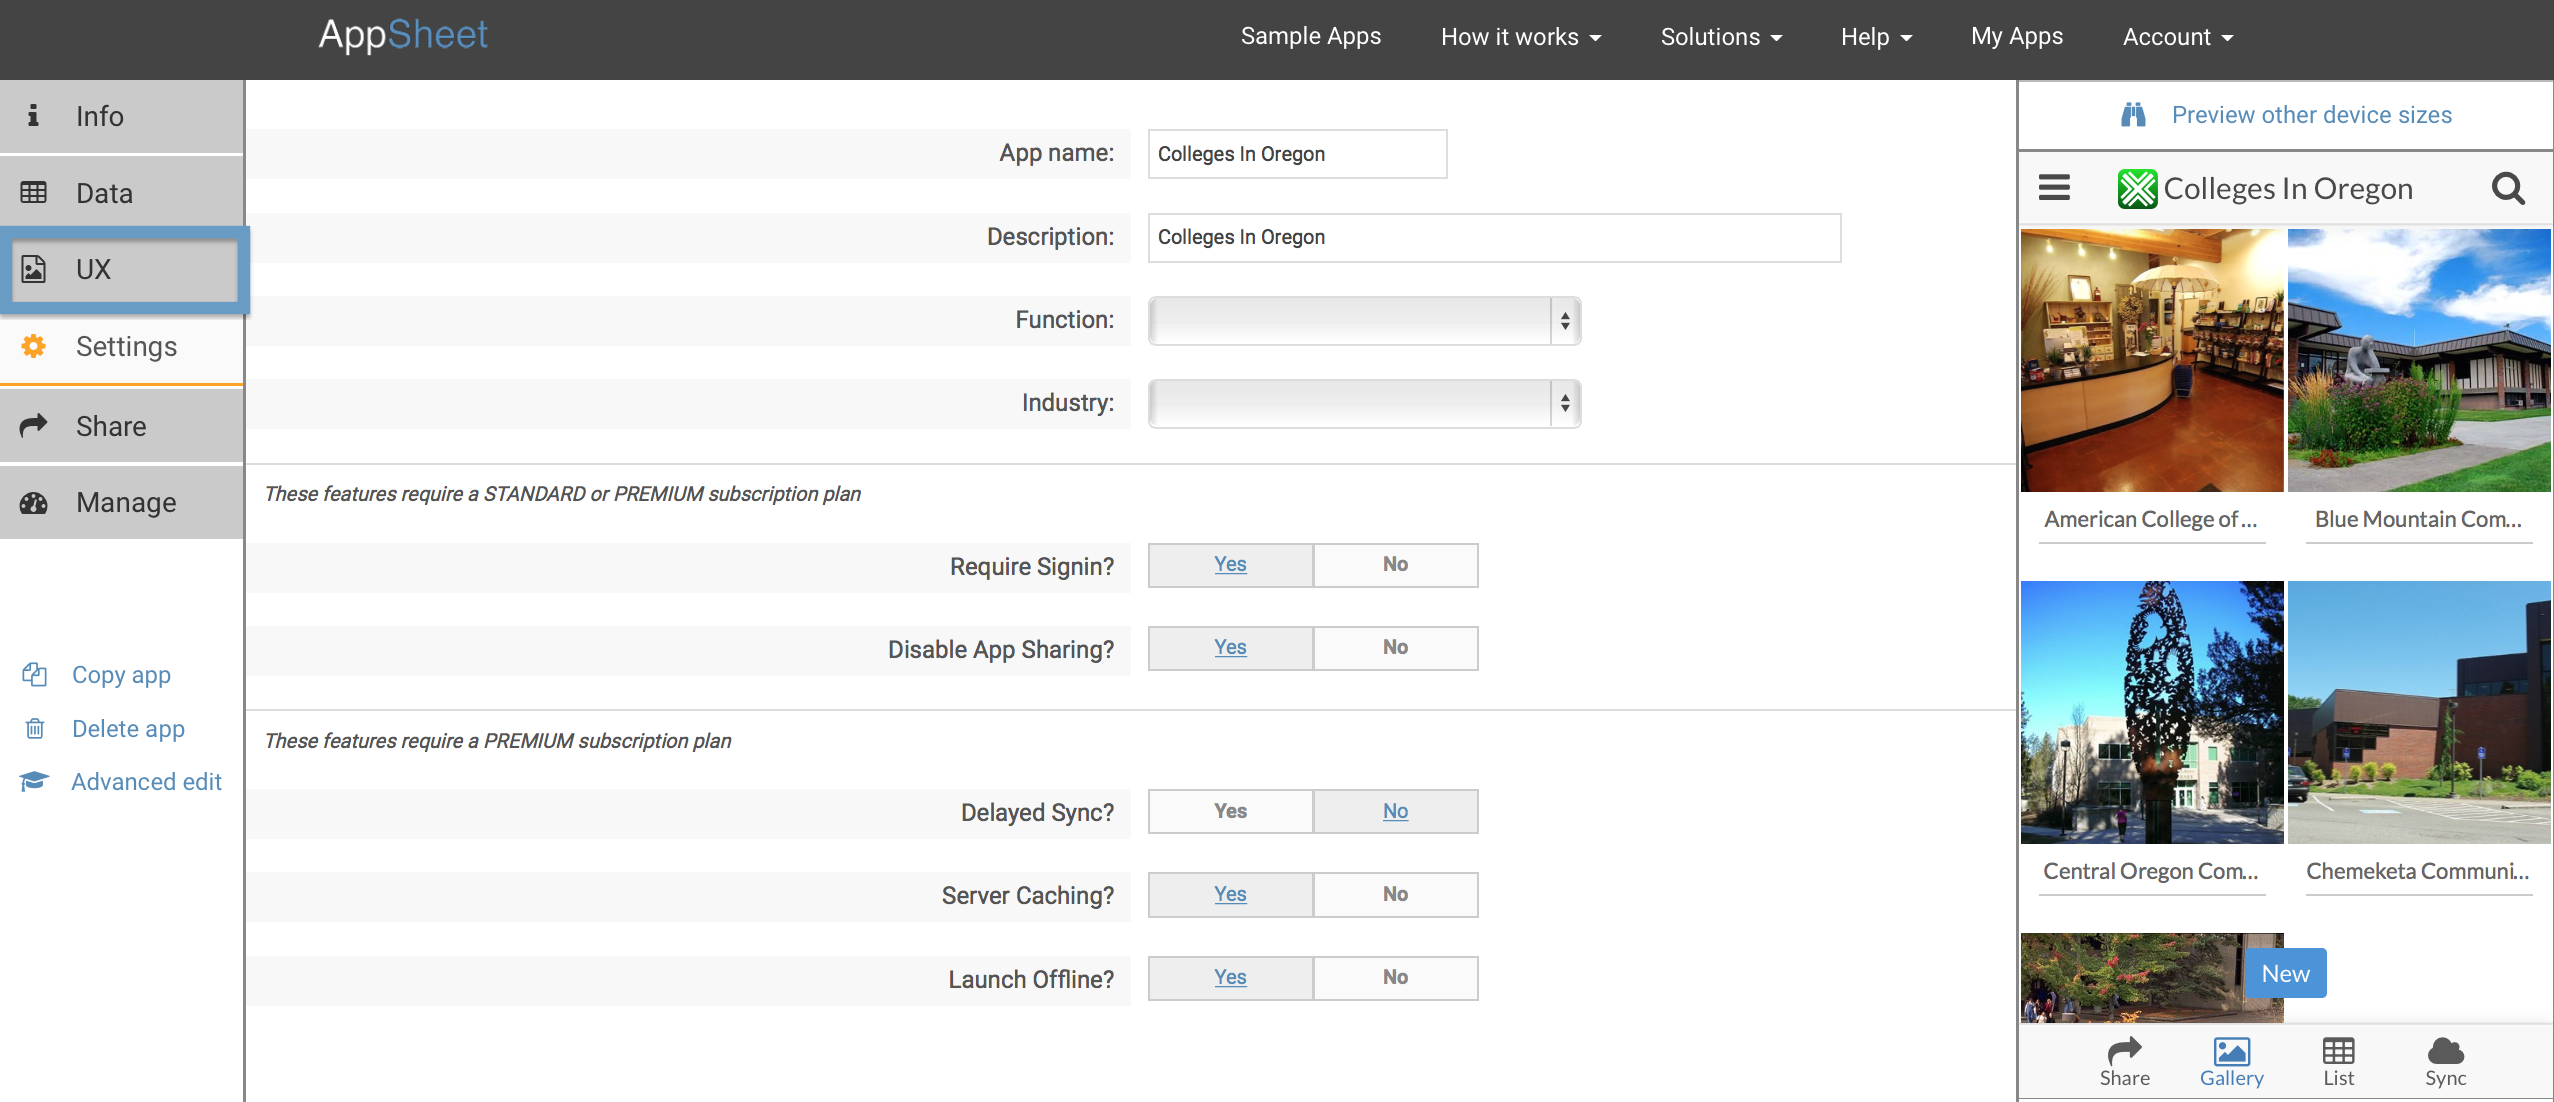 AppSheet
Sample Apps
How it works
Solutions
Help
My Apps
Account
Info
Data
UX
Settings
Share
Manage
Copy app
Delete app
Advanced edit
App name:
Colleges In Oregon
Description:
Colleges In Oregon
Function:
Industry:
These features require a STANDARD or PREMIUM subscription plan
Require Signin?
Yes
No
Disable App Sharing?
Yes
No
These features require a PREMIUM subscription plan
Delayed Sync?
Yes
No
Server Caching?
Yes
No
Launch Offline?
Yes
No
Preview other device sizes
Colleges In Oregon
American College of ...
Blue Mountain Com...
Central Oregon Com...
Chemeketa Communi...
New
Share
Gallery
List
Sync